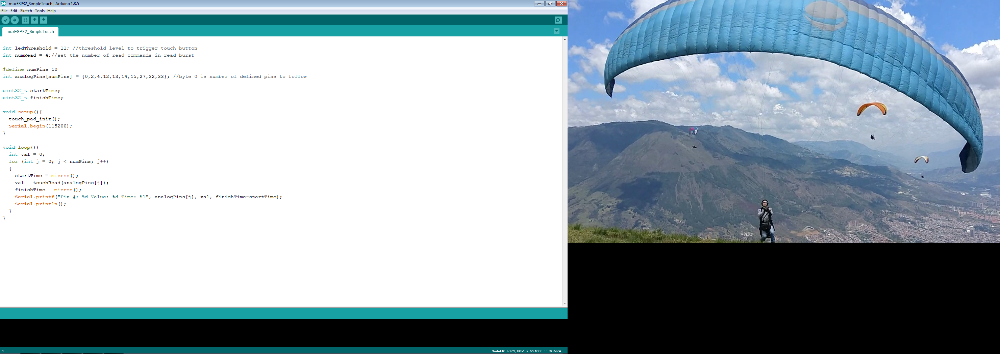 muxESP32_SimpleTouch | Arduino 1.8.5
File Edit Sketch Tools Help
muxESP32_SimpleTouch
int ledThreshold = 11; //threshold level to trigger touch button
int numRead = 4;//set the number of read commands in read burst
#define numPins 10
int analogPins[numPins] = {0,2,4,12,13,14,15,27,32,33}; //byte 0 is number of defined pins to follow
uint32_t startTime;
uint32_t finishTime;
void setup(){
touch_pad_init();
Serial.begin(115200);
}
void loop(){
int val = 0;
for (int j = 0; j < numPins; j++)
{
startTime = micros();
val = touchRead(analogPins[j]);
finishTime = micros();
Serial.printf("Pin #: %d Value: %d Time: %l", analogPins[j], val, finishTime-startTime);
Serial.println();
}
}
1
NodeMCU-32S, 80MHz, 921600 on COM24